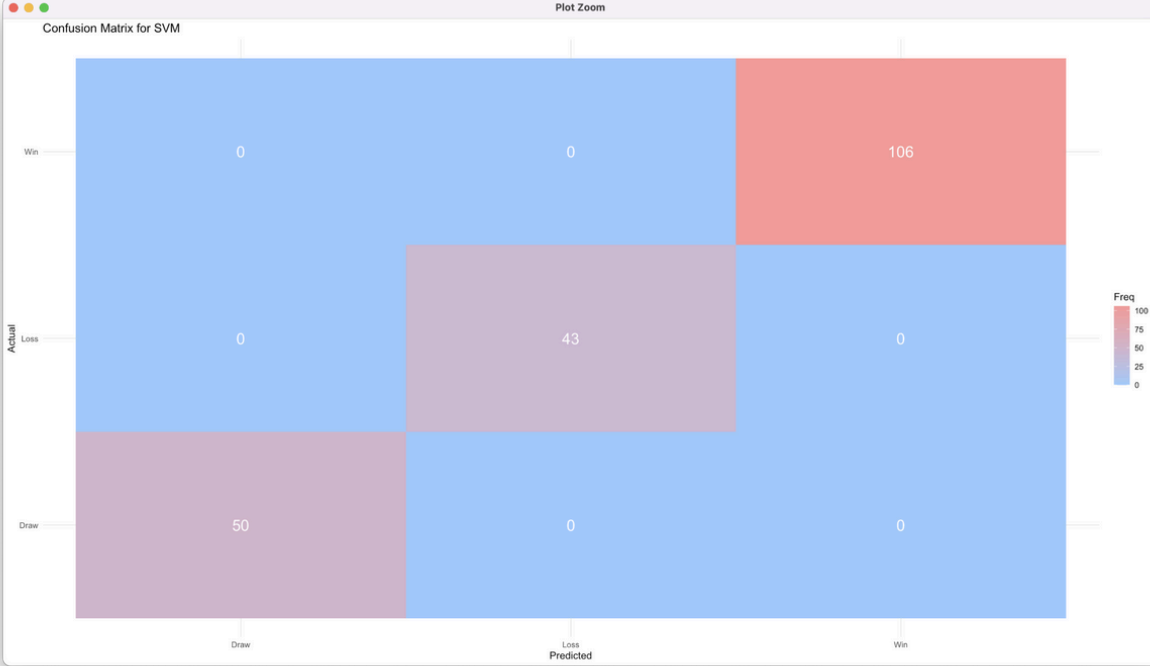 Plot Zoom
Confusion Matrix for SVM
Win
0
0
106
Actual
Loss
0
43
0
Draw
50
0
0
Freq
100
75
50
25
0
Draw
Loss
Win
Predicted